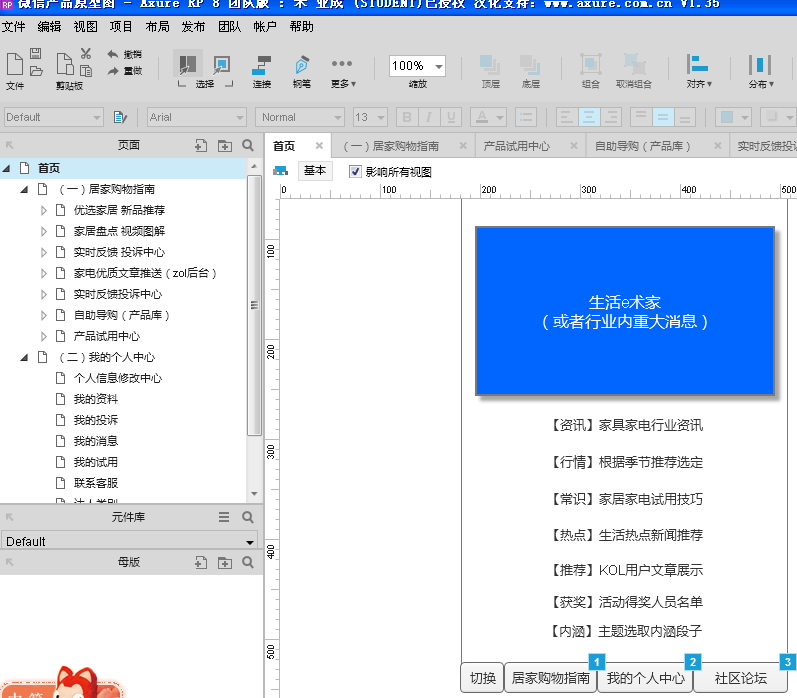 微信产品原型图 - Axure RP 8 团队版 : 木 业成 (STUDENT)已授权 汉化支持: www.axure.com.cn V1.35
文件 编辑 视图 项目 布局 发布 团队 帐户 帮助
撤销
重做
100%
文件 剪贴板 选择 连接 钢笔 更多▾ 缩放 顶层 底层 组合 取消组合 对齐▾ 分布▾
Default Arial Normal 13 B I U A
页面
首页 (一)居家购物指南 产品试用中心 自助导购(产品库) 实时反馈投
基本 影响所有视图
0 100 200 300 400 500
首页
(一)居家购物指南
优选家居 新品推荐
家居盘点 视频图解
实时反馈 投诉中心
家电优质文章推送(zol后台)
实时反馈投诉中心
自助导购(产品库)
产品试用中心
(二)我的个人中心
个人信息修改中心
我的资料
我的投诉
我的消息
我的试用
联系客服
元件库
Default
母版
100
200
300
400
500
生活e术家
(或者行业内重大消息)
【资讯】家具家电行业资讯
【行情】根据季节推荐选定
【常识】家居家电试用技巧
【热点】生活热点新闻推荐
【推荐】KOL用户文章展示
【获奖】活动得奖人员名单
【内涵】主题选取内涵段子
1 2 3
切换 居家购物指南 我的个人中心 社区论坛
中 简